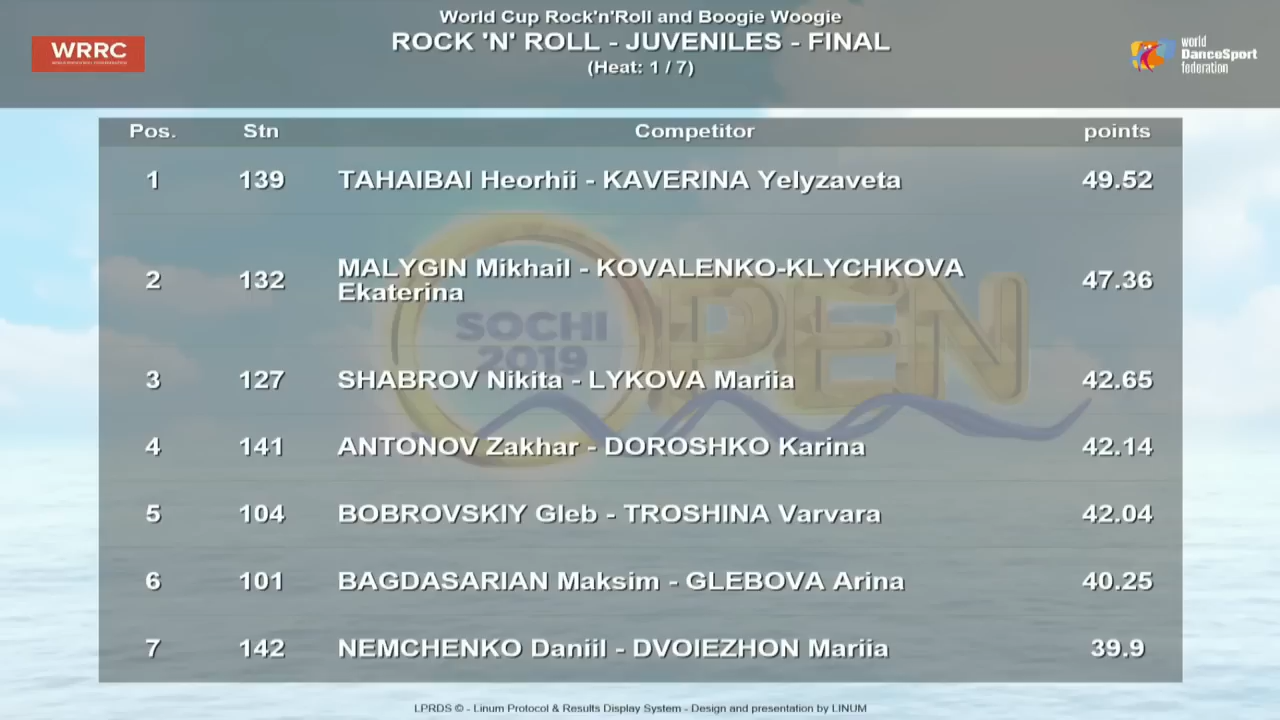 World Cup Rock'n'Roll and Boogie Woogie
ROCK 'N' ROLL - JUVENILES - FINAL
(Heat: 1 / 7)
WRRC
world
DanceSport
federation
Pos. Stn Competitor points
1 139 TAHAIBAI Heorhii - KAVERINA Yelyzaveta 49.52
2 132 MALYGIN Mikhail - KOVALENKO-KLYCHKOVA
Ekaterina 47.36
3 127 SHABROV Nikita - LYKOVA Mariia 42.65
4 141 ANTONOV Zakhar - DOROSHKO Karina 42.14
5 104 BOBROVSKIY Gleb - TROSHINA Varvara 42.04
6 101 BAGDASARIAN Maksim - GLEBOVA Arina 40.25
7 142 NEMCHENKO Daniil - DVOIEZHON Mariia 39.9
SOCHI
2019
OPEN
LPRDS © - Linum Protocol & Results Display System - Design and presentation by LINUM